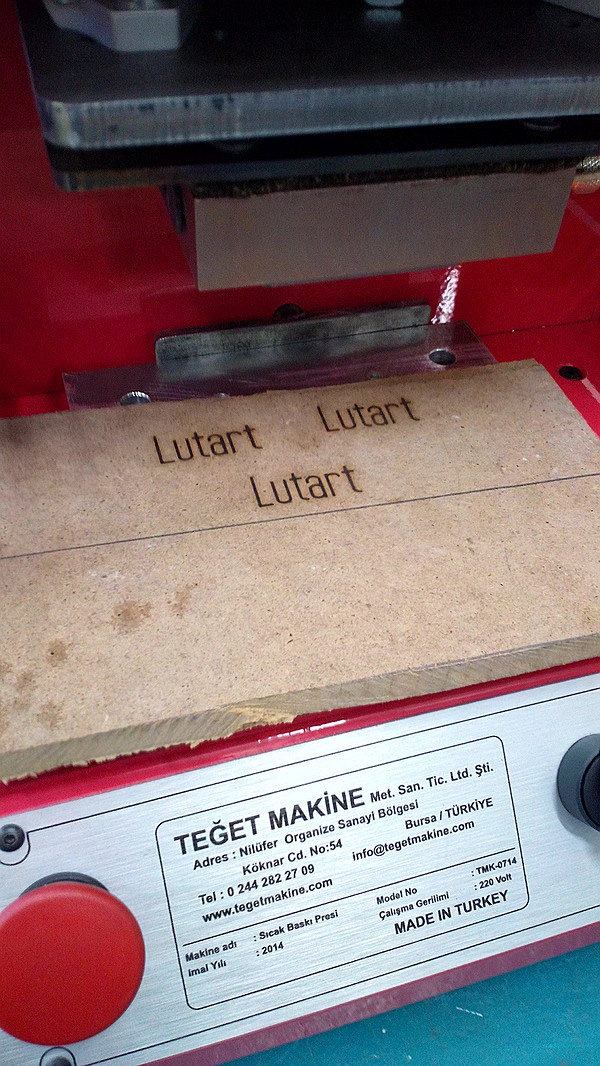 Lutart Lutart
Lutart
TEĞET MAKİNE Met. San. Tic. Ltd. Şti.
Adres : Nilüfer Organize Sanayi Bölgesi
Köknar Cd. No:54 Bursa / TÜRKİYE
Tel : 0 244 282 27 09 info@tegetmakine.com
www.tegetmakine.com
Makine adı : Sıcak Baskı Presi Model No : TMK-0714
İmal Yılı : 2014 Çalışma Gerilimi : 220 Volt
MADE IN TURKEY